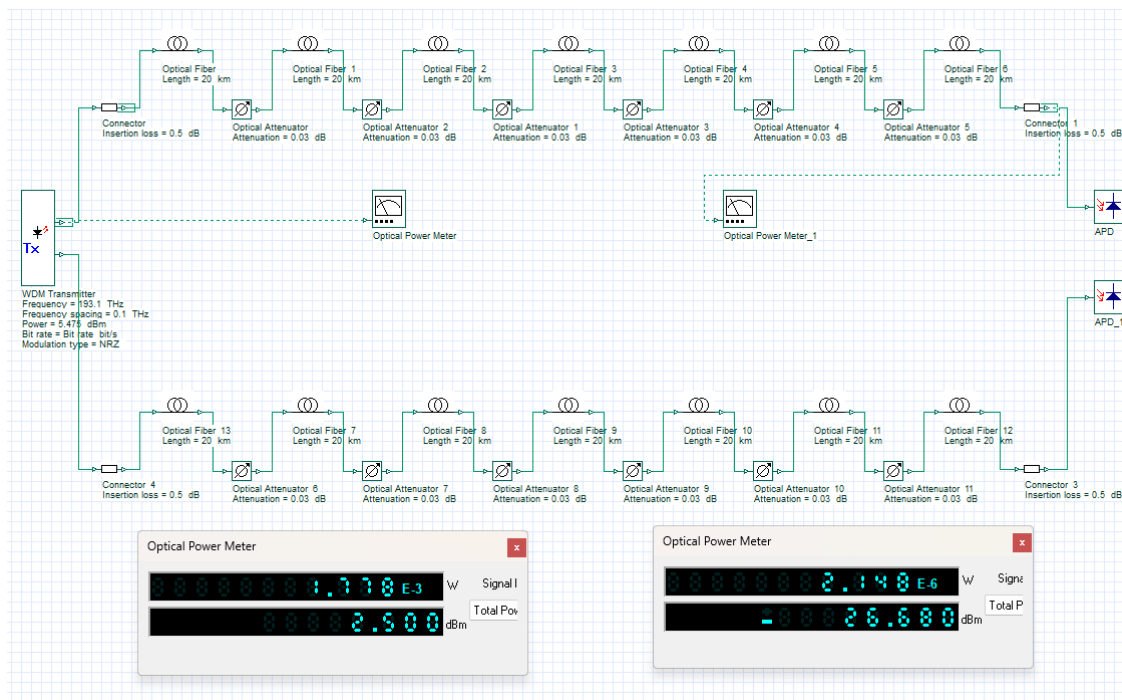 Optical Fiber
Length = 20 km
Optical Fiber 1
Length = 20 km
Optical Fiber 2
Length = 20 km
Optical Fiber 3
Length = 20 km
Optical Fiber 4
Length = 20 km
Optical Fiber 5
Length = 20 km
Optical Fiber 6
Length = 20 km
Connector
Insertion loss = 0.5 dB
Optical Attenuator
Attenuation = 0.03 dB
Optical Attenuator 2
Attenuation = 0.03 dB
Optical Attenuator 1
Attenuation = 0.03 dB
Optical Attenuator 3
Attenuation = 0.03 dB
Optical Attenuator 4
Attenuation = 0.03 dB
Optical Attenuator 5
Attenuation = 0.03 dB
Connector 1
Insertion loss = 0.5 dB
Tx
Optical Power Meter
Optical Power Meter_1
APD
WDM Transmitter
Frequency = 193.1 THz
Frequency spacing = 0.1 THz
Power = 5.475 dBm
Bit rate = Bit rate bit/s
Modulation type = NRZ
APD_1
Optical Fiber 13
Length = 20 km
Optical Fiber 7
Length = 20 km
Optical Fiber 8
Length = 20 km
Optical Fiber 9
Length = 20 km
Optical Fiber 10
Length = 20 km
Optical Fiber 11
Length = 20 km
Optical Fiber 12
Length = 20 km
Connector 4
Insertion loss = 0.5 dB
Optical Attenuator 6
Attenuation = 0.03 dB
Optical Attenuator 7
Attenuation = 0.03 dB
Optical Attenuator 8
Attenuation = 0.03 dB
Optical Attenuator 9
Attenuation = 0.03 dB
Optical Attenuator 10
Attenuation = 0.03 dB
Optical Attenuator 11
Attenuation = 0.03 dB
Connector 3
Insertion loss = 0.5 dB
Optical Power Meter x
1.778 E-3 W Signal I
2.500 dBm Total Pow
Optical Power Meter x
2.148 E-6 W Signa
-26.680 dBm Total P